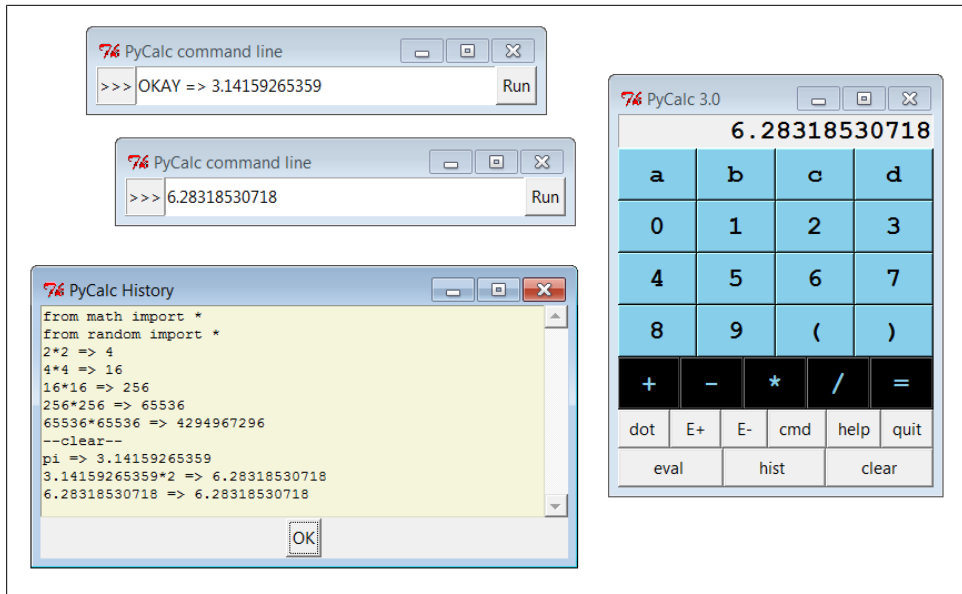 PyCalc command line
>>> OKAY => 3.14159265359 Run
PyCalc command line
>>> 6.28318530718 Run
PyCalc History
from math import *
from random import *
2*2 => 4
4*4 => 16
16*16 => 256
256*256 => 65536
65536*65536 => 4294967296
--clear--
pi => 3.14159265359
3.14159265359*2 => 6.28318530718
6.28318530718 => 6.28318530718
OK
PyCalc 3.0
6.28318530718
a b c d
0 1 2 3
4 5 6 7
8 9 ( )
+ - * / =
dot E+ E- cmd help quit
eval hist clear